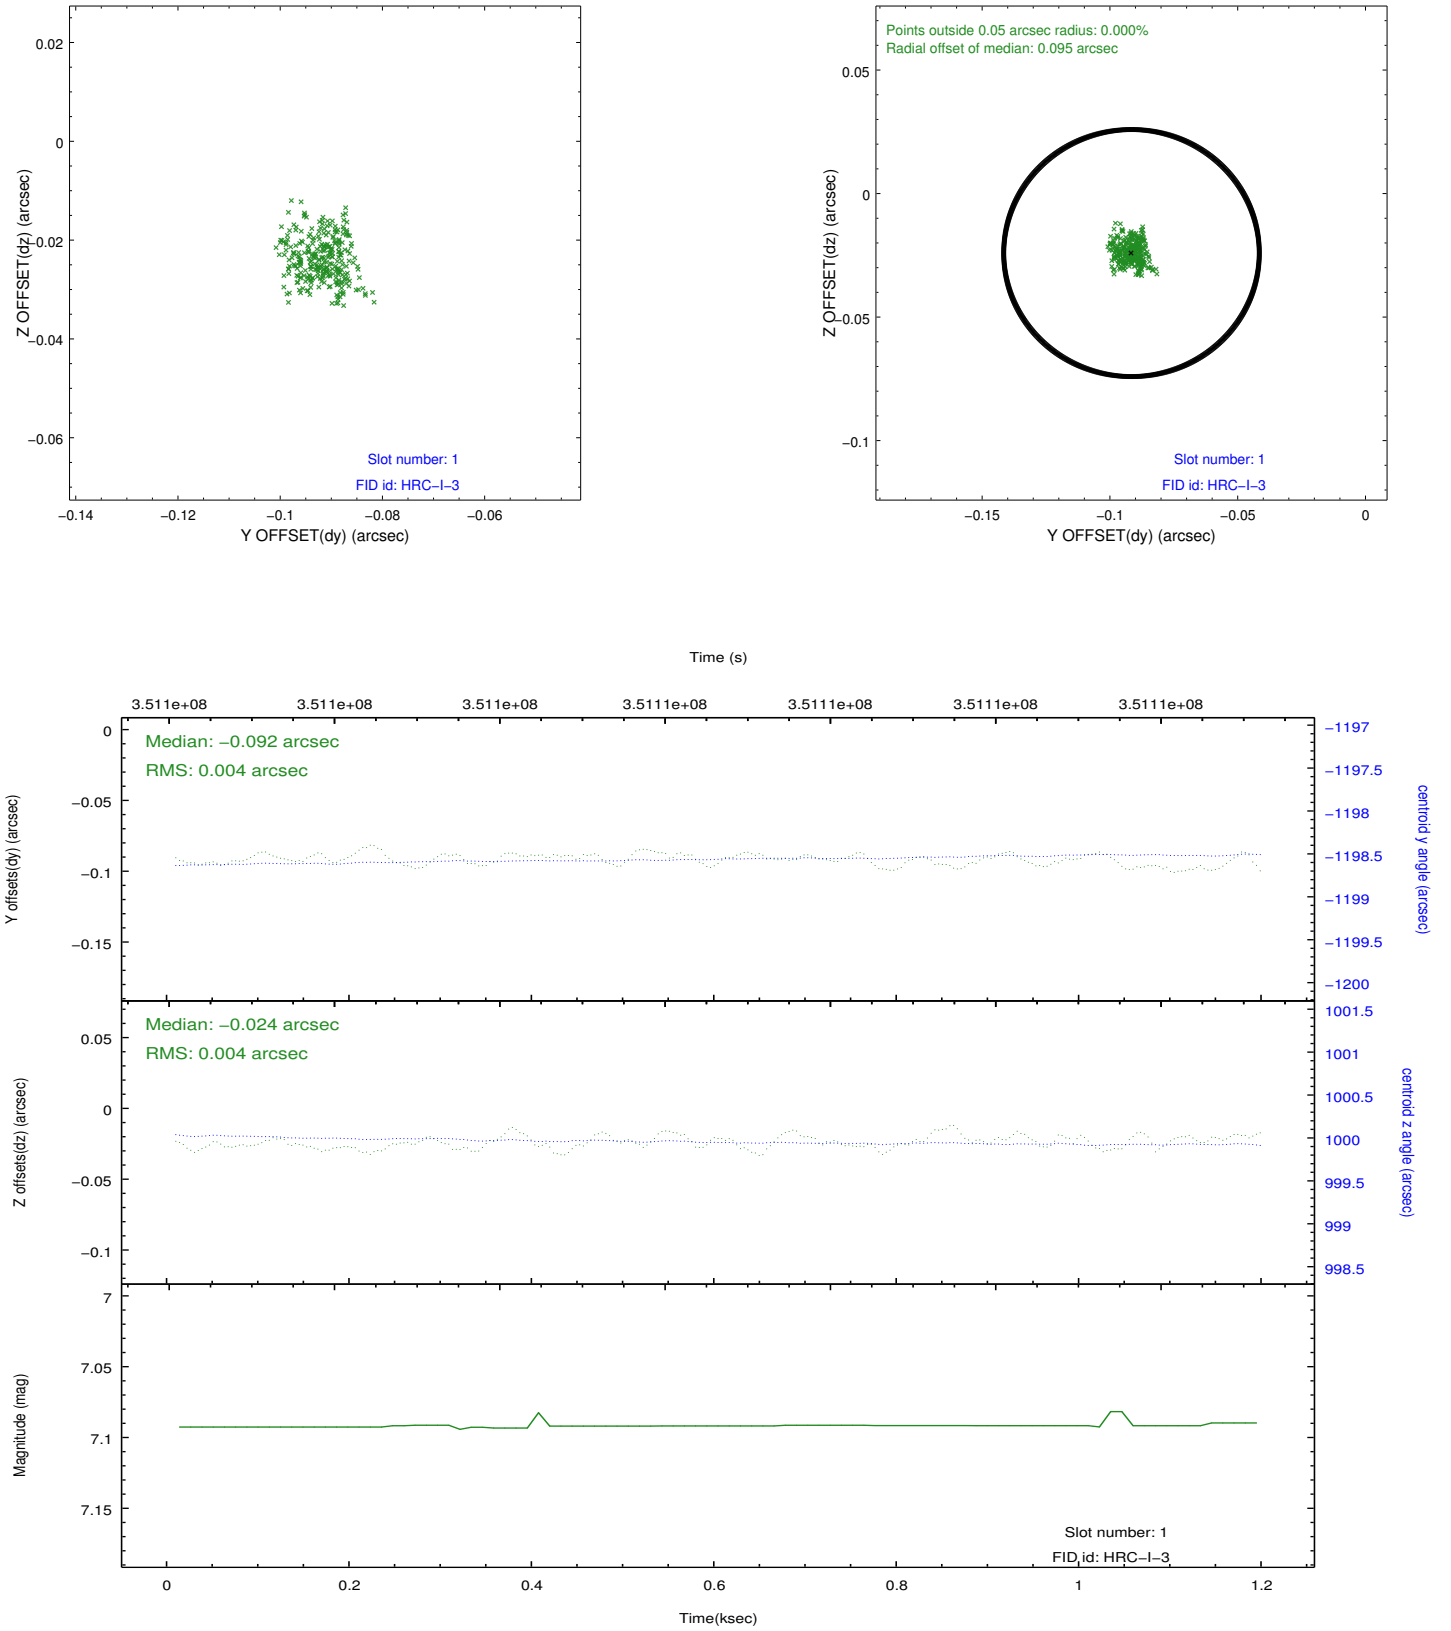 0.02
0
−0.02
−0.04
−0.06
Z OFFSET(dz) (arcsec)
Slot number: 1
FID id: HRC−I−3
−0.14
−0.12
−0.1
−0.08
−0.06
Y OFFSET(dy) (arcsec)
Points outside 0.05 arcsec radius: 0.000%
Radial offset of median: 0.095 arcsec
0.05
0
−0.05
−0.1
Z OFFSET(dz) (arcsec)
Slot number: 1
FID id: HRC−I−3
−0.15
−0.1
−0.05
0
Y OFFSET(dy) (arcsec)
Time (s)
3.511e+08
3.511e+08
3.511e+08
3.5111e+08
3.5111e+08
3.5111e+08
3.5111e+08
Median: −0.092 arcsec
RMS: 0.004 arcsec
0
−0.05
−0.1
−0.15
Y offsets(dy) (arcsec)
−1197
−1197.5
−1198
−1198.5
−1199
−1199.5
−1200
centroid y angle (arcsec)
Median: −0.024 arcsec
RMS: 0.004 arcsec
0.05
0
−0.05
−0.1
Z offsets(dz) (arcsec)
1001.5
1001
1000.5
1000
999.5
999
998.5
centroid z angle (arcsec)
7
7.05
7.1
7.15
Magnitude (mag)
Slot number: 1
FID id: HRC−I−3
0
0.2
0.4
0.6
0.8
1
1.2
Time(ksec)